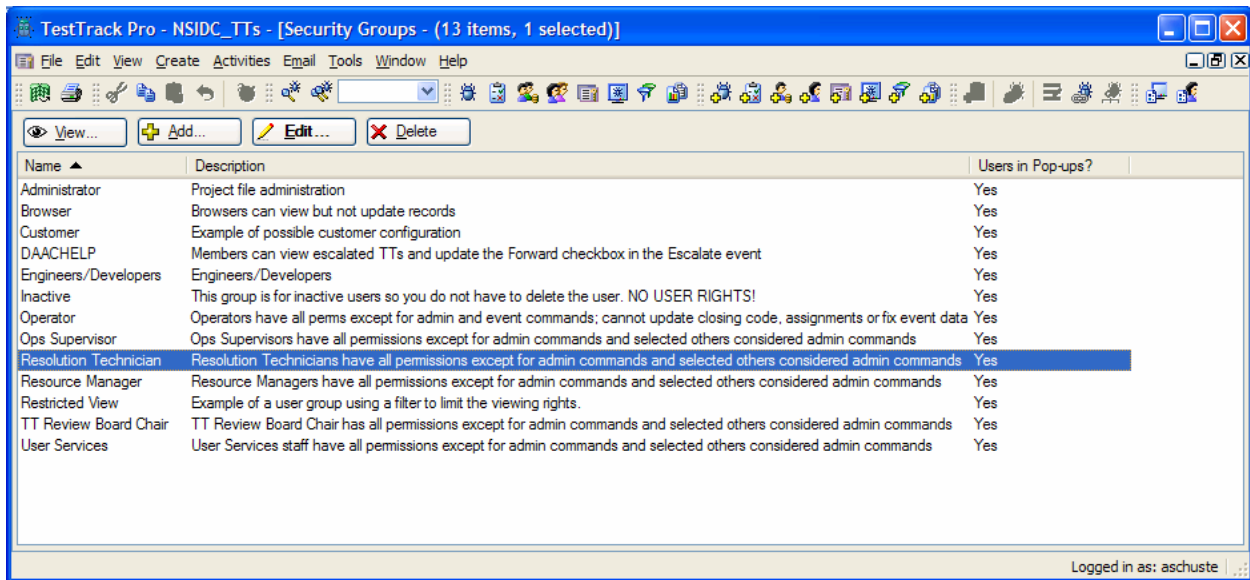 TestTrack Pro - NSIDC_TTs - [Security Groups - (13 items, 1 selected)]
File Edit View Create Activities Email Tools Window Help
View... Add... Edit... Delete
Name Description Users in Pop-ups?
Administrator Project file administration Yes
Browser Browsers can view but not update records Yes
Customer Example of possible customer configuration Yes
DAACHELP Members can view escalated TTs and update the Forward checkbox in the Escalate event Yes
Engineers/Developers Engineers/Developers Yes
Inactive This group is for inactive users so you do not have to delete the user. NO USER RIGHTS! Yes
Operator Operators have all perms except for admin and event commands; cannot update closing code, assignments or fix event data Yes
Ops Supervisor Ops Supervisors have all permissions except for admin commands and selected others considered admin commands Yes
Resolution Technician Resolution Technicians have all permissions except for admin commands and selected others considered admin commands Yes
Resource Manager Resource Managers have all permissions except for admin commands and selected others considered admin commands Yes
Restricted View Example of a user group using a filter to limit the viewing rights. Yes
TT Review Board Chair TT Review Board Chair has all permissions except for admin commands and selected others considered admin commands Yes
User Services User Services staff have all permissions except for admin commands and selected others considered admin commands Yes
Logged in as: aschuste